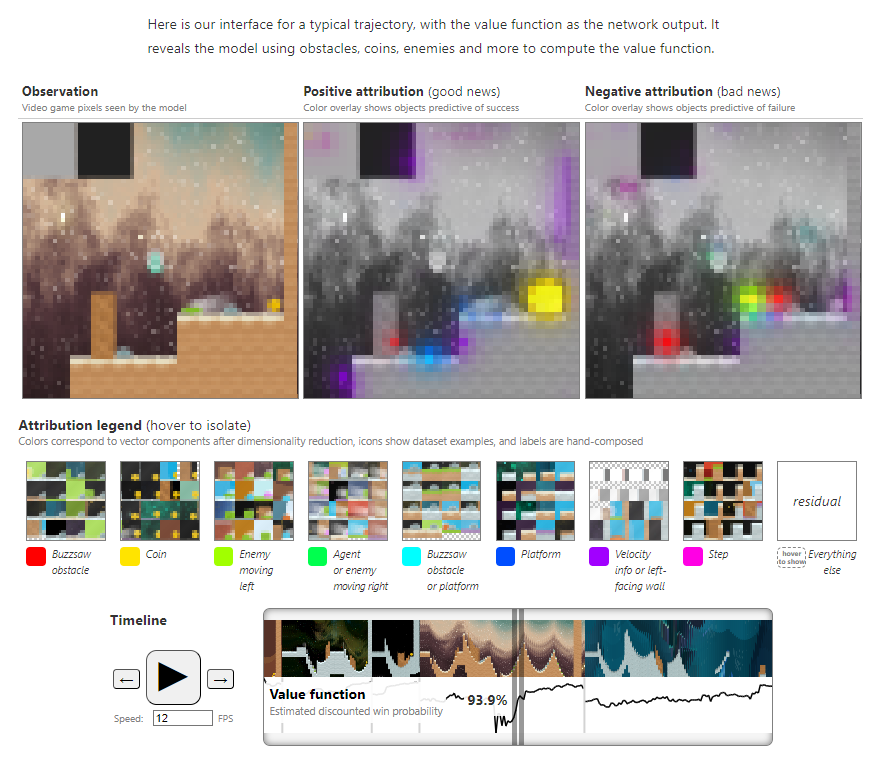 Here is our interface for a typical trajectory, with the value function as the network output. It
reveals the model using obstacles, coins, enemies and more to compute the value function.
Observation
Video game pixels seen by the model
Positive attribution (good news)
Color overlay shows objects predictive of success
Negative attribution (bad news)
Color overlay shows objects predictive of failure
Attribution legend (hover to isolate)
Colors correspond to vector components after dimensionality reduction, icons show dataset examples, and labels are hand-composed
residual
Buzzsaw
obstacle
Coin
Enemy
moving
left
Agent
or enemy
moving right
Buzzsaw
obstacle
or platform
Platform
Velocity
info or left-
facing wall
Step
hover
to show
Everything
else
Timeline
←
→
Speed: 12 FPS
Value function
Estimated discounted win probability
93.9%